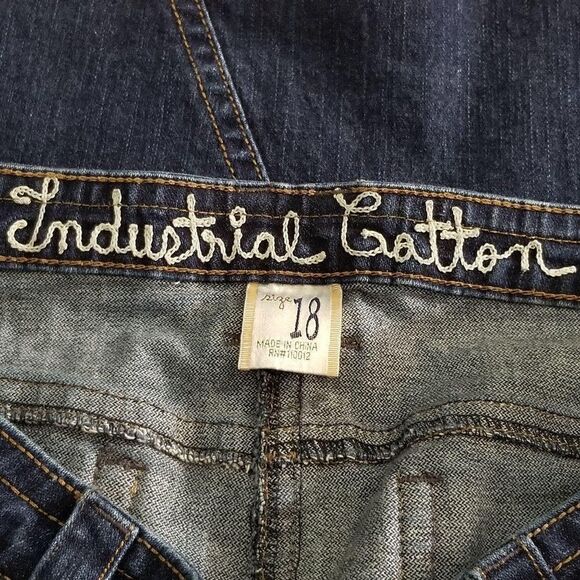 Industrial Cotton
size 18
MADE IN CHINA
RN#110012